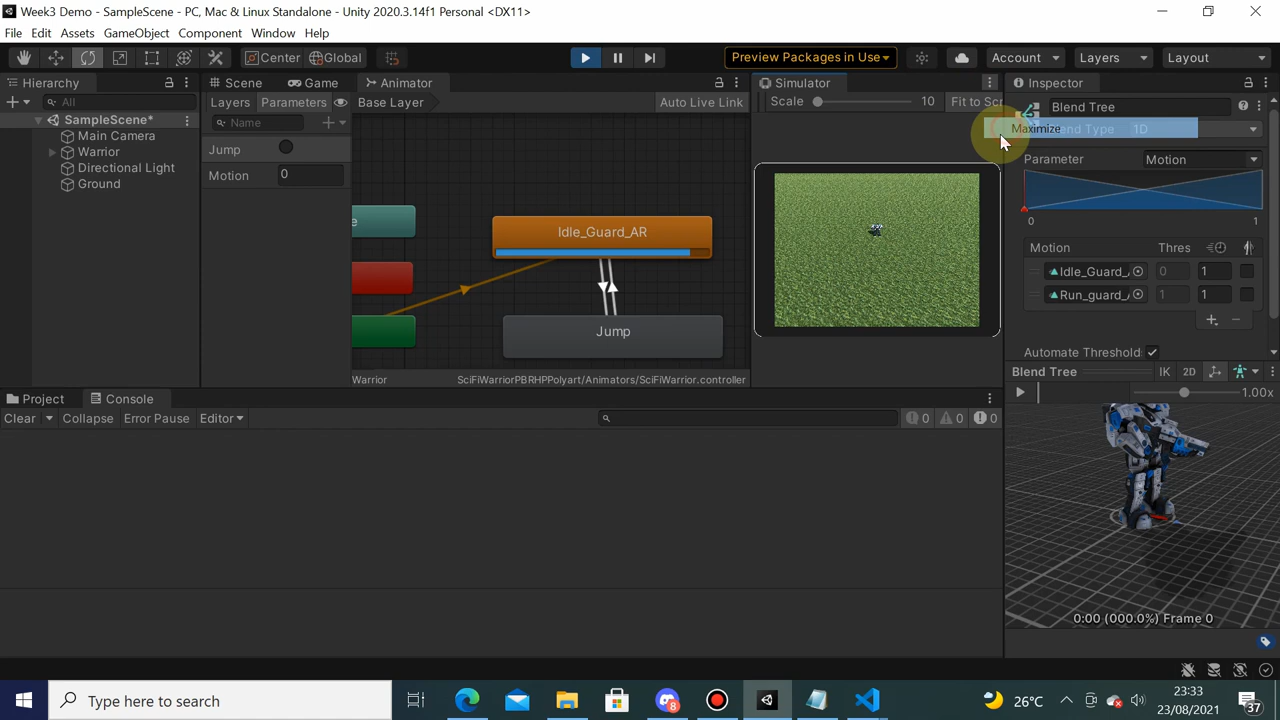 Week3 Demo - SampleScene - PC, Mac & Linux Standalone - Unity 2020.3.14f1 Personal <DX11>
File Edit Assets GameObject Component Window Help
Center Global Preview Packages in Use Account Layers Layout
Hierarchy Scene Game Animator Simulator Inspector
All Layers Parameters Base Layer Auto Live Link Scale 10 Fit to Scr Blend Tree
SampleScene* Name Maximize Blend Type 1D
Main Camera
Warrior Jump Parameter Motion
Directional Light Motion 0
Ground 0 1
e Idle_Guard_AR
Motion Thres
Idle_Guard_ 0 1
Run_guard_ 1 1
Jump
Automate Threshold
Warrior SciFiWarriorPBRHPPolyart/Animators/SciFiWarrior.controller Blend Tree IK 2D
Project Console 1.00x
Clear Collapse Error Pause Editor 0 0 0
0:00 (000.0%) Frame 0
Type here to search 8 26°C 23:33
23/08/2021 37